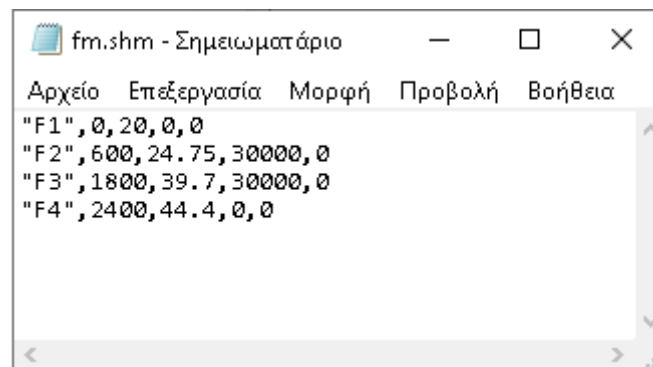 fm.shm - Σημειωματάριο
Αρχείο Επεξεργασία Μορφή Προβολή Βοήθεια
"F1",0,20,0,0
"F2",600,24.75,30000,0
"F3",1800,39.7,30000,0
"F4",2400,44.4,0,0